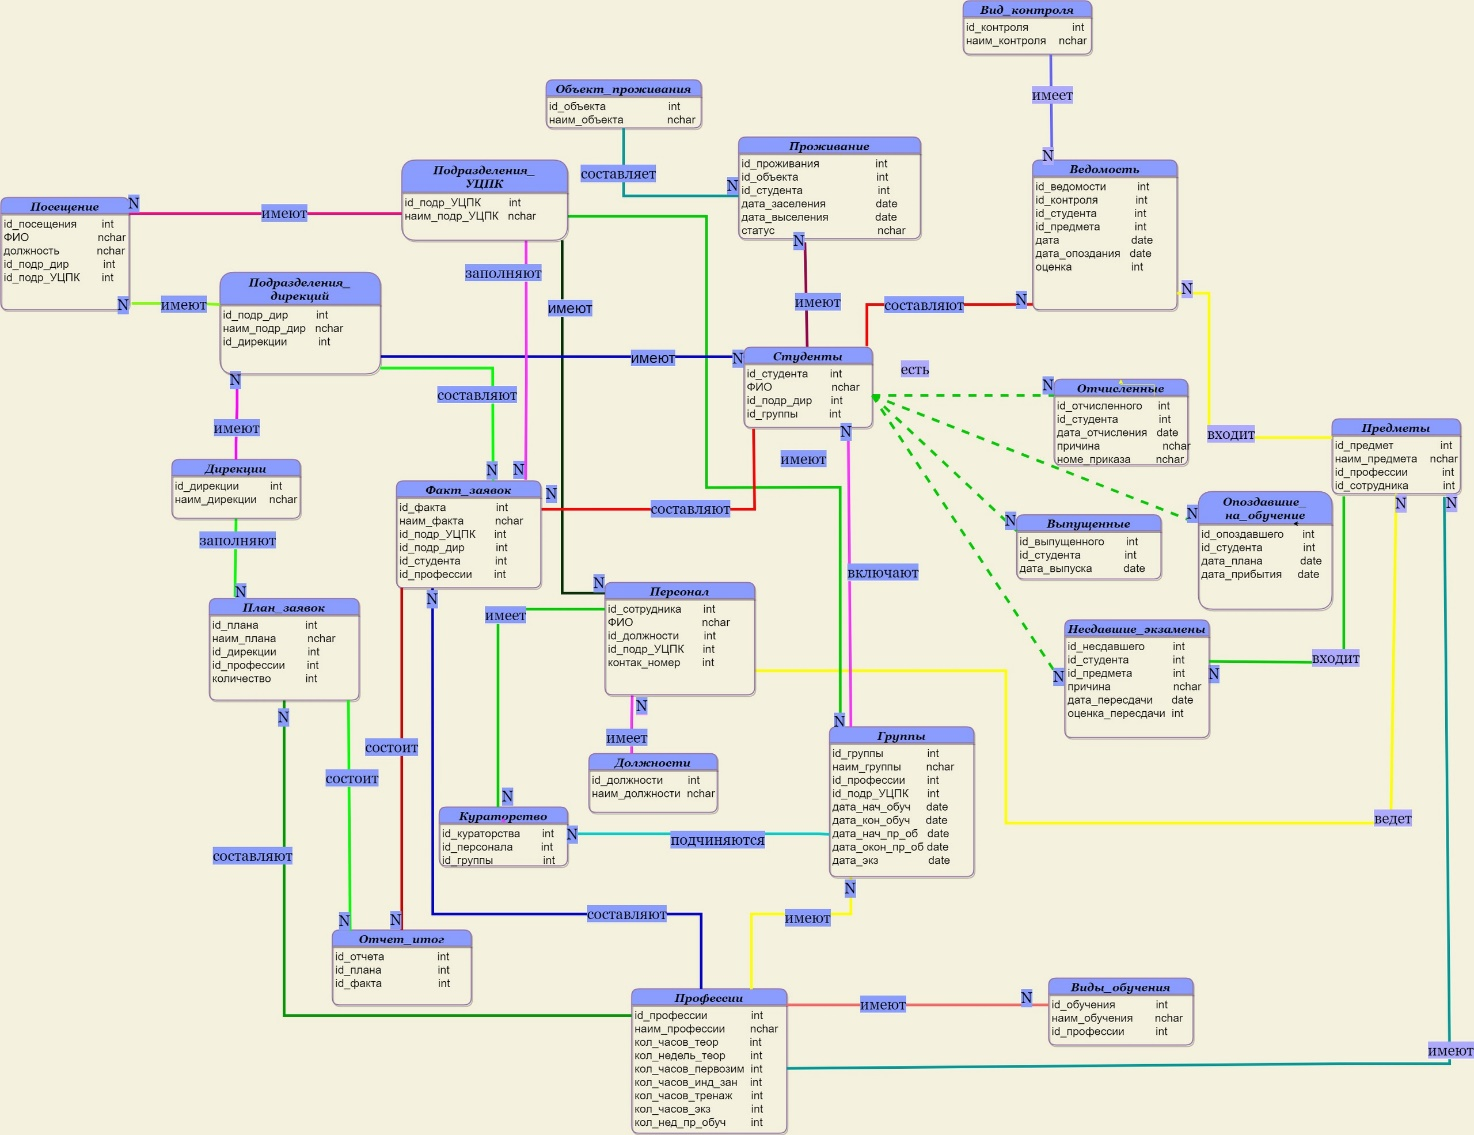 Вид_контроля
id_контроля int
наим_контроля nchar
имеет
N
Объект_проживания
id_объекта int
наим_объекта nchar
составляет
N
Проживание
id_проживания int
id_объекта int
id_студента int
дата_заселения date
дата_выселения date
статус nchar
N
имеют
Ведомость
id_ведомости int
id_контроля int
id_студента int
id_предмета int
дата date
дата_опоздания date
оценка int
N
составляют
N
Подразделения_
УЦПК
id_подр_УЦПК int
наим_подр_УЦПК nchar
имеют
N
Посещение
id_посещения int
ФИО nchar
должность nchar
id_подр_дир int
id_подр_УЦПК int
N
имеют
Подразделения_
дирекций
id_подр_дир int
наим_подр_дир nchar
id_дирекции int
N
имеют
заполняют
имеют
имеют
N
составляют
N
N
Студенты
id_студента int
ФИО nchar
id_подр_дир int
id_группы int
N
имеют
есть
N
Отчисленные
id_отчисленного int
id_студента int
дата_отчисления date
причина nchar
номе_приказа nchar
входит
Предметы
id_предмет int
наим_предмета nchar
id_профессии int
id_сотрудника int
N
N
Дирекции
id_дирекции int
наим_дирекции nchar
заполняют
N
Факт_заявок
id_факта int
наим_факта nchar
id_подр_УЦПК int
id_подр_дир int
id_студента int
id_профессии int
N
составляют
N
N
Выпущенные
id_выпущенного int
id_студента int
дата_выпуска date
N
Опоздавшие_
на_обучение
id_опоздавшего int
id_студента int
дата_плана date
дата_прибытия date
включают
План_заявок
id_плана int
наим_плана nchar
id_дирекции int
id_профессии int
количество int
N
имеет
N
Персонал
id_сотрудника int
ФИО nchar
id_должности int
id_подр_УЦПК int
контак_номер int
N
имеет
Несдавшие_экзамены
id_несдавшего int
id_студента int
id_предмета int
причина nchar
дата_пересдачи date
оценка_пересдачи int
N
N
входит
состоит
состоит
Должности
id_должности int
наим_должности nchar
N
Группы
id_группы int
наим_группы nchar
id_профессии int
id_подр_УЦПК int
дата_нач_обуч date
дата_кон_обуч date
дата_нач_пр_об date
дата_окон_пр_об date
дата_экз date
N
имеют
N
Кураторство
id_кураторства int
id_персонала int
id_группы int
N
подчиняются
ведет
составляют
составляют
N
N
Отчет_итог
id_отчета int
id_плана int
id_факта int
Профессии
id_профессии int
наим_профессии nchar
кол_часов_теор int
кол_недель_теор int
кол_часов_первозим int
кол_часов_инд_зан int
кол_часов_тренаж int
кол_часов_экз int
кол_нед_пр_обуч int
имеют
N
Виды_обучения
id_обучения int
наим_обучения nchar
id_профессии int
имеют